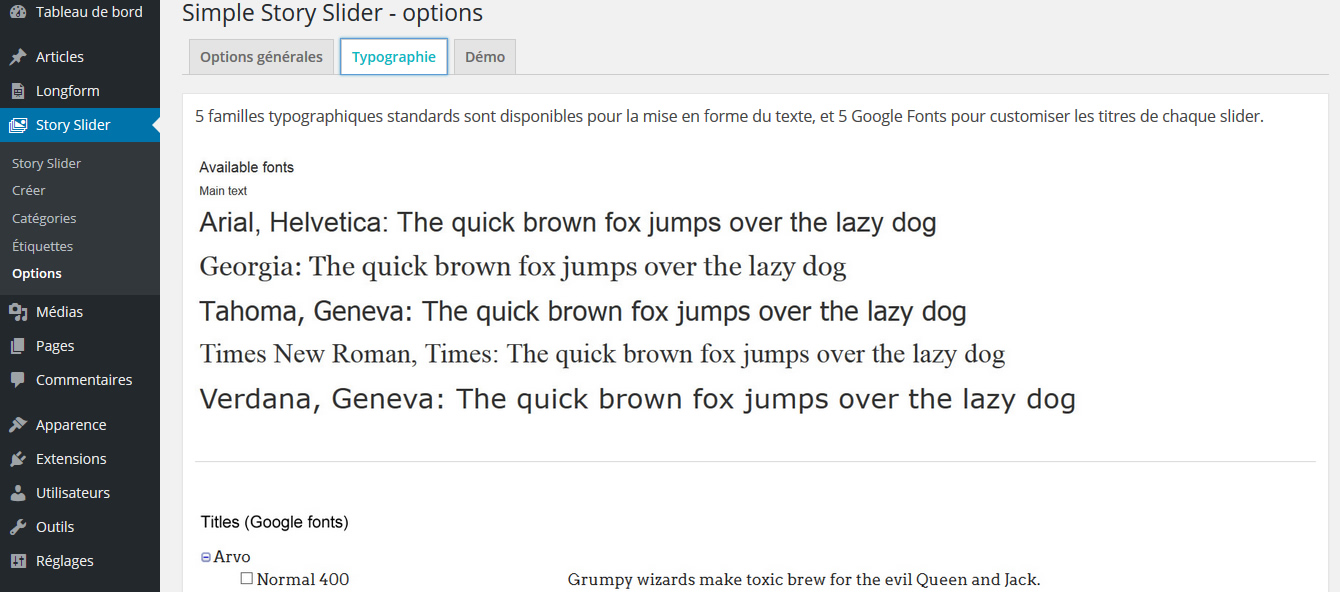 Tableau de bord
Articles
Longform
Story Slider
Story Slider
Créer
Catégories
Étiquettes
Options
Médias
Pages
Commentaires
Apparence
Extensions
Utilisateurs
Outils
Réglages
Simple Story Slider - options
Options générales Typographie Démo
5 familles typographiques standards sont disponibles pour la mise en forme du texte, et 5 Google Fonts pour customiser les titres de chaque slider.
Available fonts
Main text
Arial, Helvetica: The quick brown fox jumps over the lazy dog
Georgia: The quick brown fox jumps over the lazy dog
Tahoma, Geneva: The quick brown fox jumps over the lazy dog
Times New Roman, Times: The quick brown fox jumps over the lazy dog
Verdana, Geneva: The quick brown fox jumps over the lazy dog
Titles (Google fonts)
Arvo
Normal 400 Grumpy wizards make toxic brew for the evil Queen and Jack.